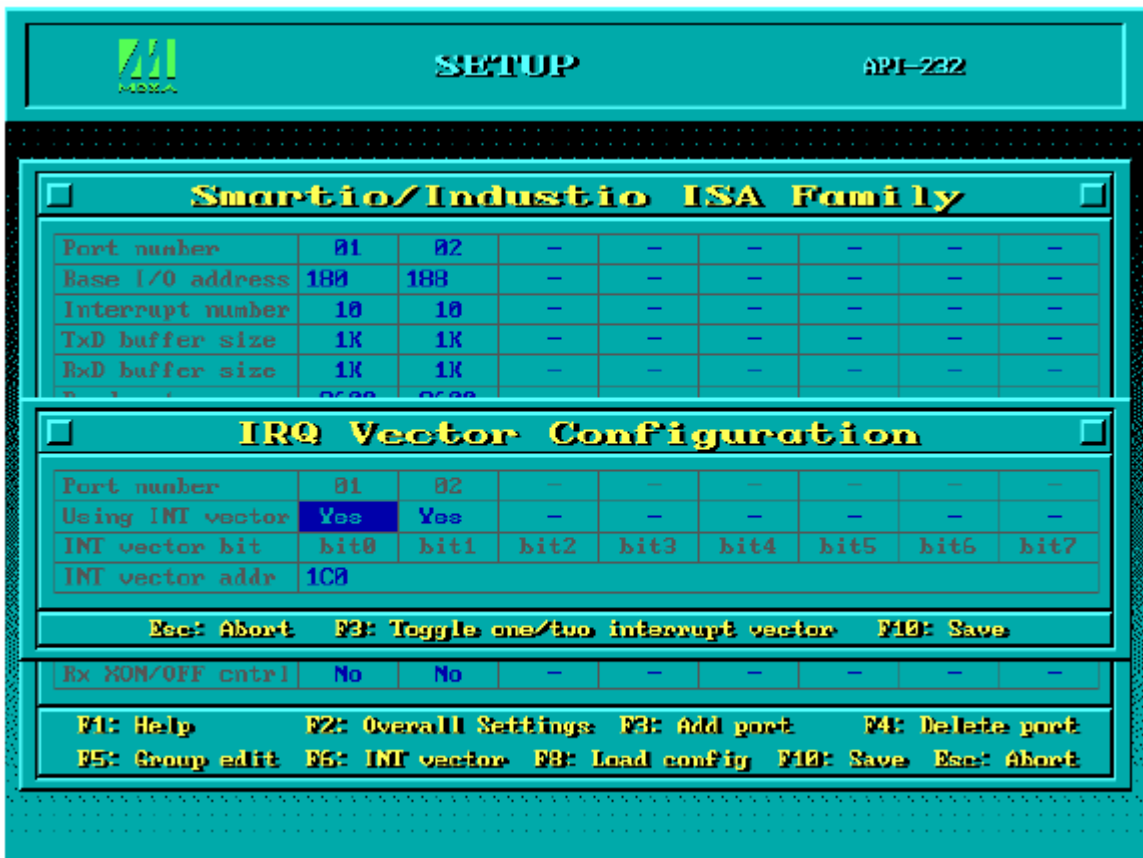 MOXA SETUP API-232
Smartio/Industio ISA Family
Port number 01 02 - - - - - -
Base I/O address 180 188 - - - - - -
Interrupt number 10 10 - - - - - -
TxD buffer size 1K 1K - - - - - -
RxD buffer size 1K 1K - - - - - -
IRQ Vector Configuration
Port number 01 02 - - - - - -
Using INT vector Yes Yes - - - - - -
INT vector bit bit0 bit1 bit2 bit3 bit4 bit5 bit6 bit7
INT vector addr 1C0
Esc: Abort F3: Toggle one/two interrupt vector F10: Save
Rx XON/OFF cntrl No No - - - - - -
F1: Help F2: Overall Settings F3: Add port F4: Delete port
F5: Group edit F6: INT vector F8: Load config F10: Save Esc: Abort